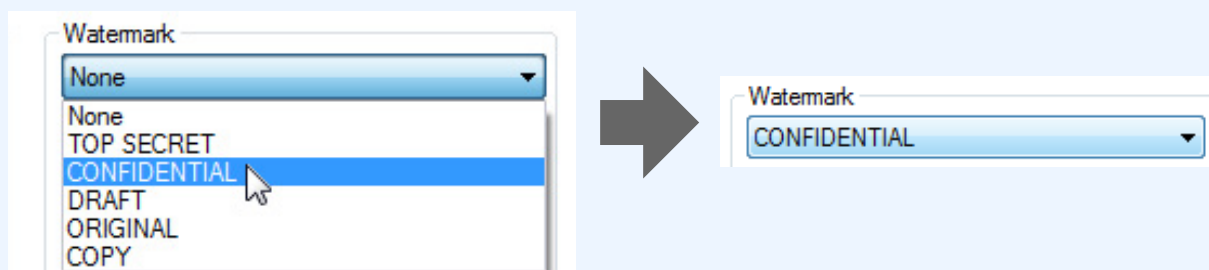 Watermark
None
None
TOP SECRET
CONFIDENTIAL
DRAFT
ORIGINAL
COPY
Watermark
CONFIDENTIAL